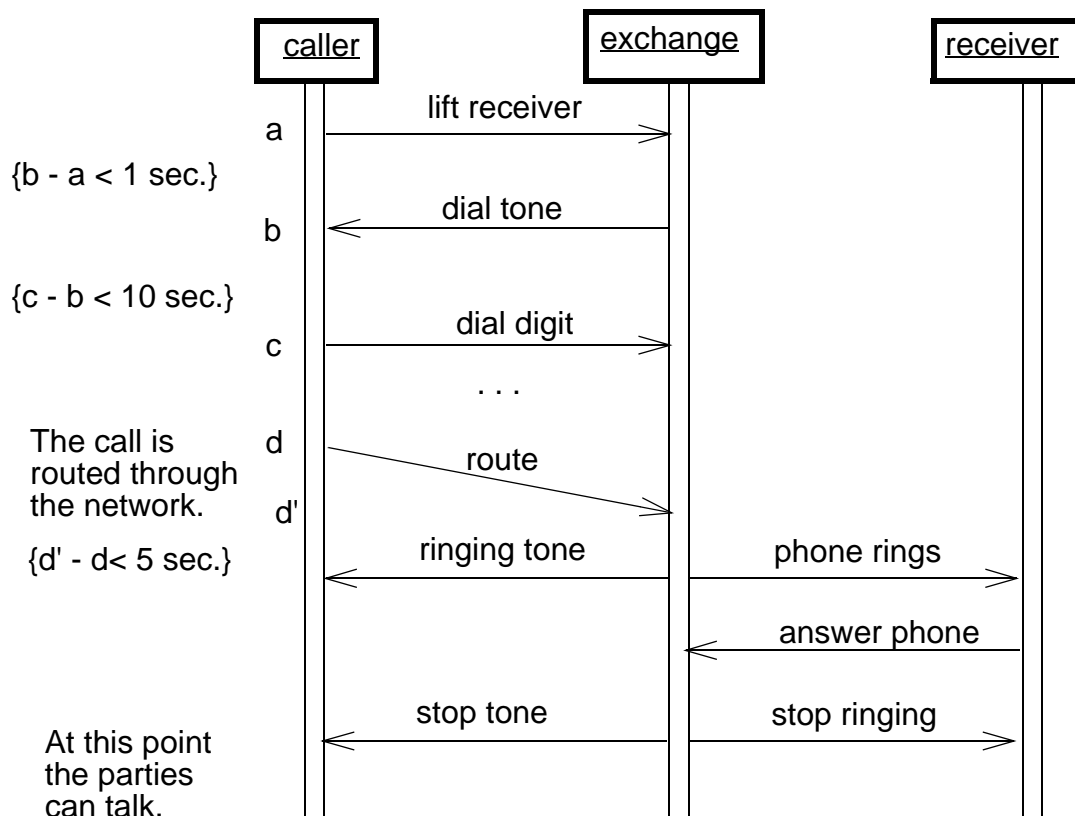 caller
exchange
receiver
lift receiver
a
{b - a < 1 sec.}
dial tone
b
{c - b < 10 sec.}
dial digit
c
. . .
The call is
routed through
the network.
d
route
d'
{d' - d< 5 sec.}
ringing tone
phone rings
answer phone
stop tone
stop ringing
At this point
the parties
can talk.